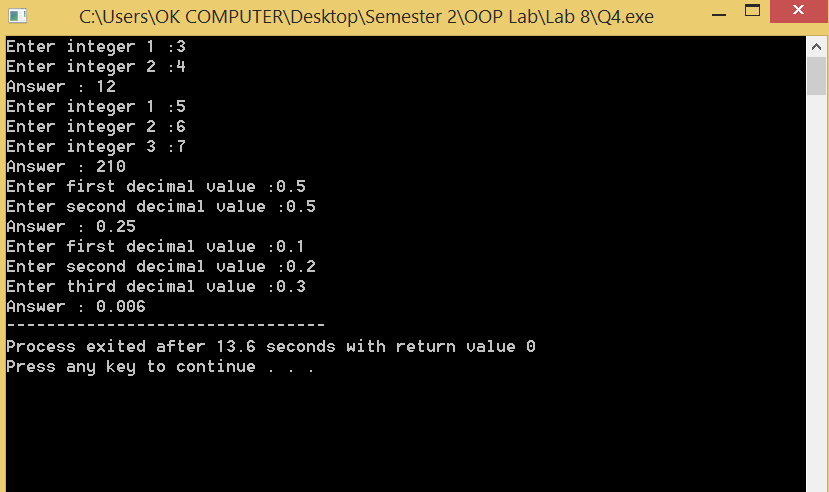 C:\Users\OK COMPUTER\Desktop\Semester 2\OOP Lab\Lab 8\Q4.exe
Enter integer 1 :3
Enter integer 2 :4
Answer : 12
Enter integer 1 :5
Enter integer 2 :6
Enter integer 3 :7
Answer : 210
Enter first decimal value :0.5
Enter second decimal value :0.5
Answer : 0.25
Enter first decimal value :0.1
Enter second decimal value :0.2
Enter third decimal value :0.3
Answer : 0.006
--------------------------------
Process exited after 13.6 seconds with return value 0
Press any key to continue . . .